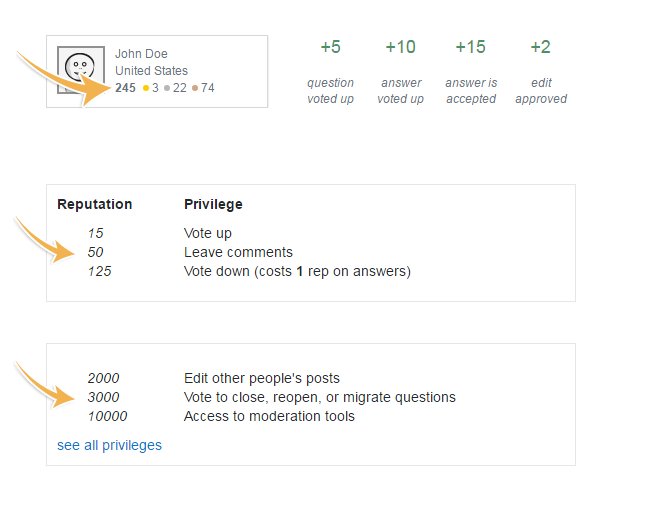 John Doe
United States
245 3 22 74
+5 +10 +15 +2
question answer answer is edit
voted up voted up accepted approved
Reputation Privilege
15 Vote up
50 Leave comments
125 Vote down (costs 1 rep on answers)
2000 Edit other people's posts
3000 Vote to close, reopen, or migrate questions
10000 Access to moderation tools
see all privileges